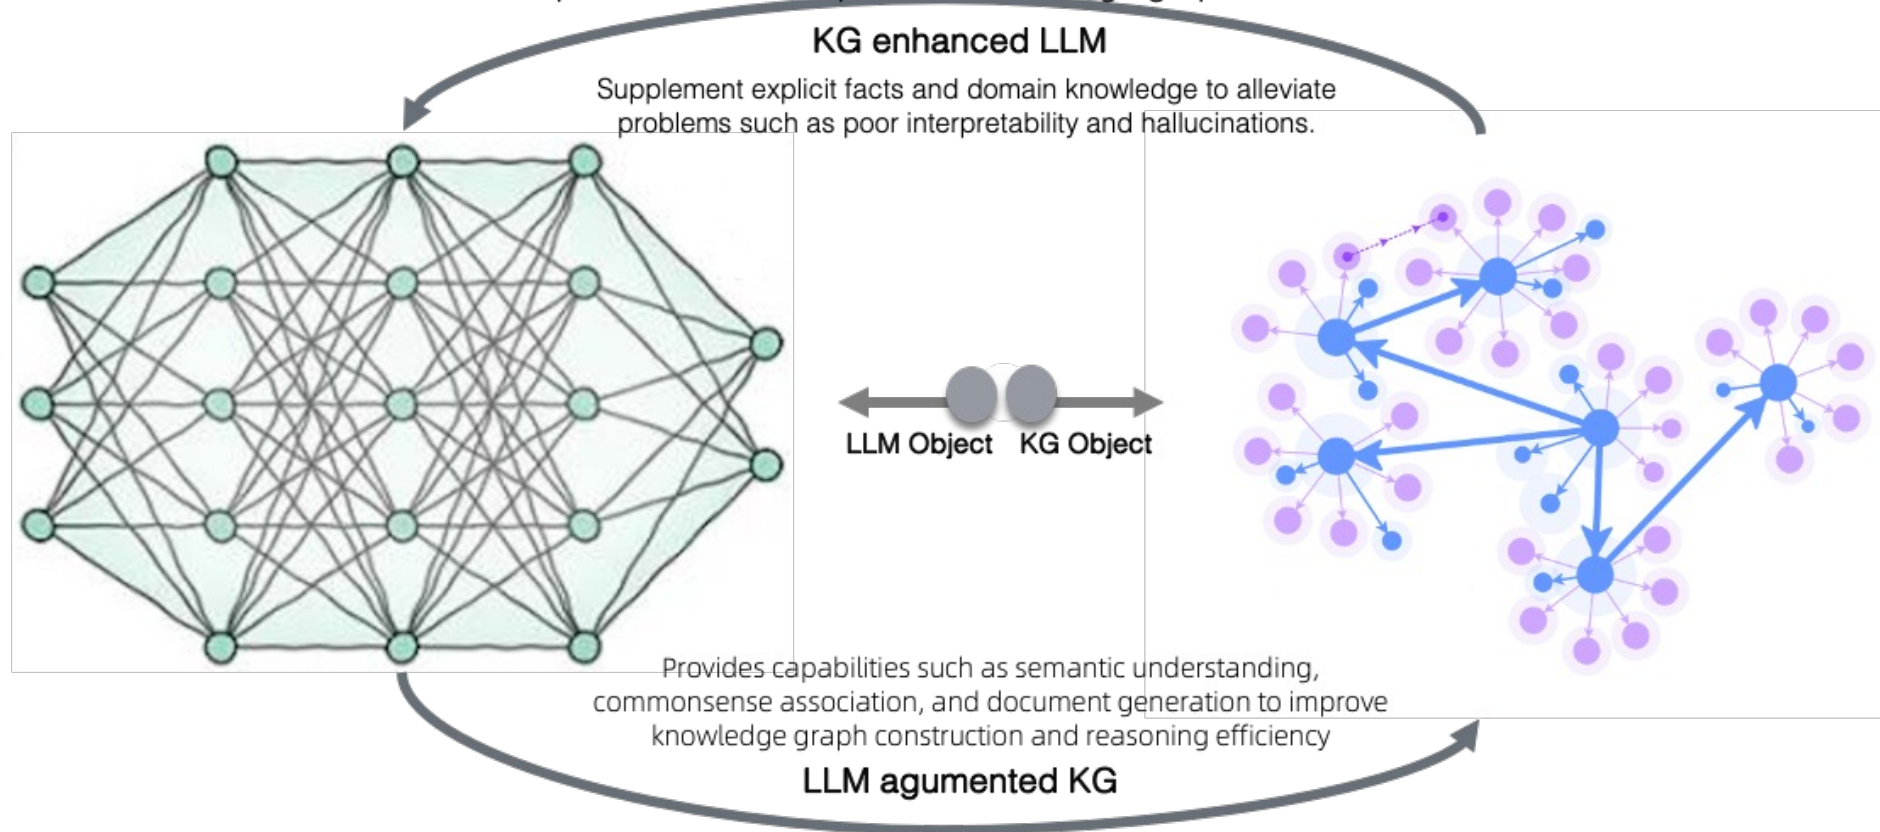 KG enhanced LLM
Supplement explicit facts and domain knowledge to alleviate
problems such as poor interpretability and hallucinations.
LLM Object KG Object
Provides capabilities such as semantic understanding,
commonsense association, and document generation to improve
knowledge graph construction and reasoning efficiency
LLM agumented KG